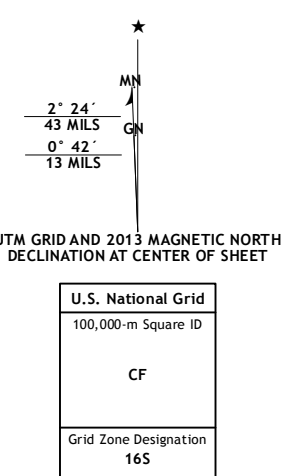 ★
MN
2° 24´
43 MILS
GN
0° 42´
13 MILS
UTM GRID AND 2013 MAGNETIC NORTH
DECLINATION AT CENTER OF SHEET
U.S. National Grid
100,000-m Square ID
CF
Grid Zone Designation
16S